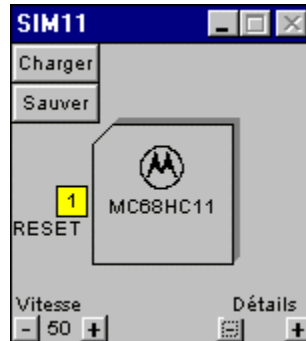 SIM11
Charger
Sauver
1
RESET
MC68HC11
Vitesse
- 50 +
Détails
- +